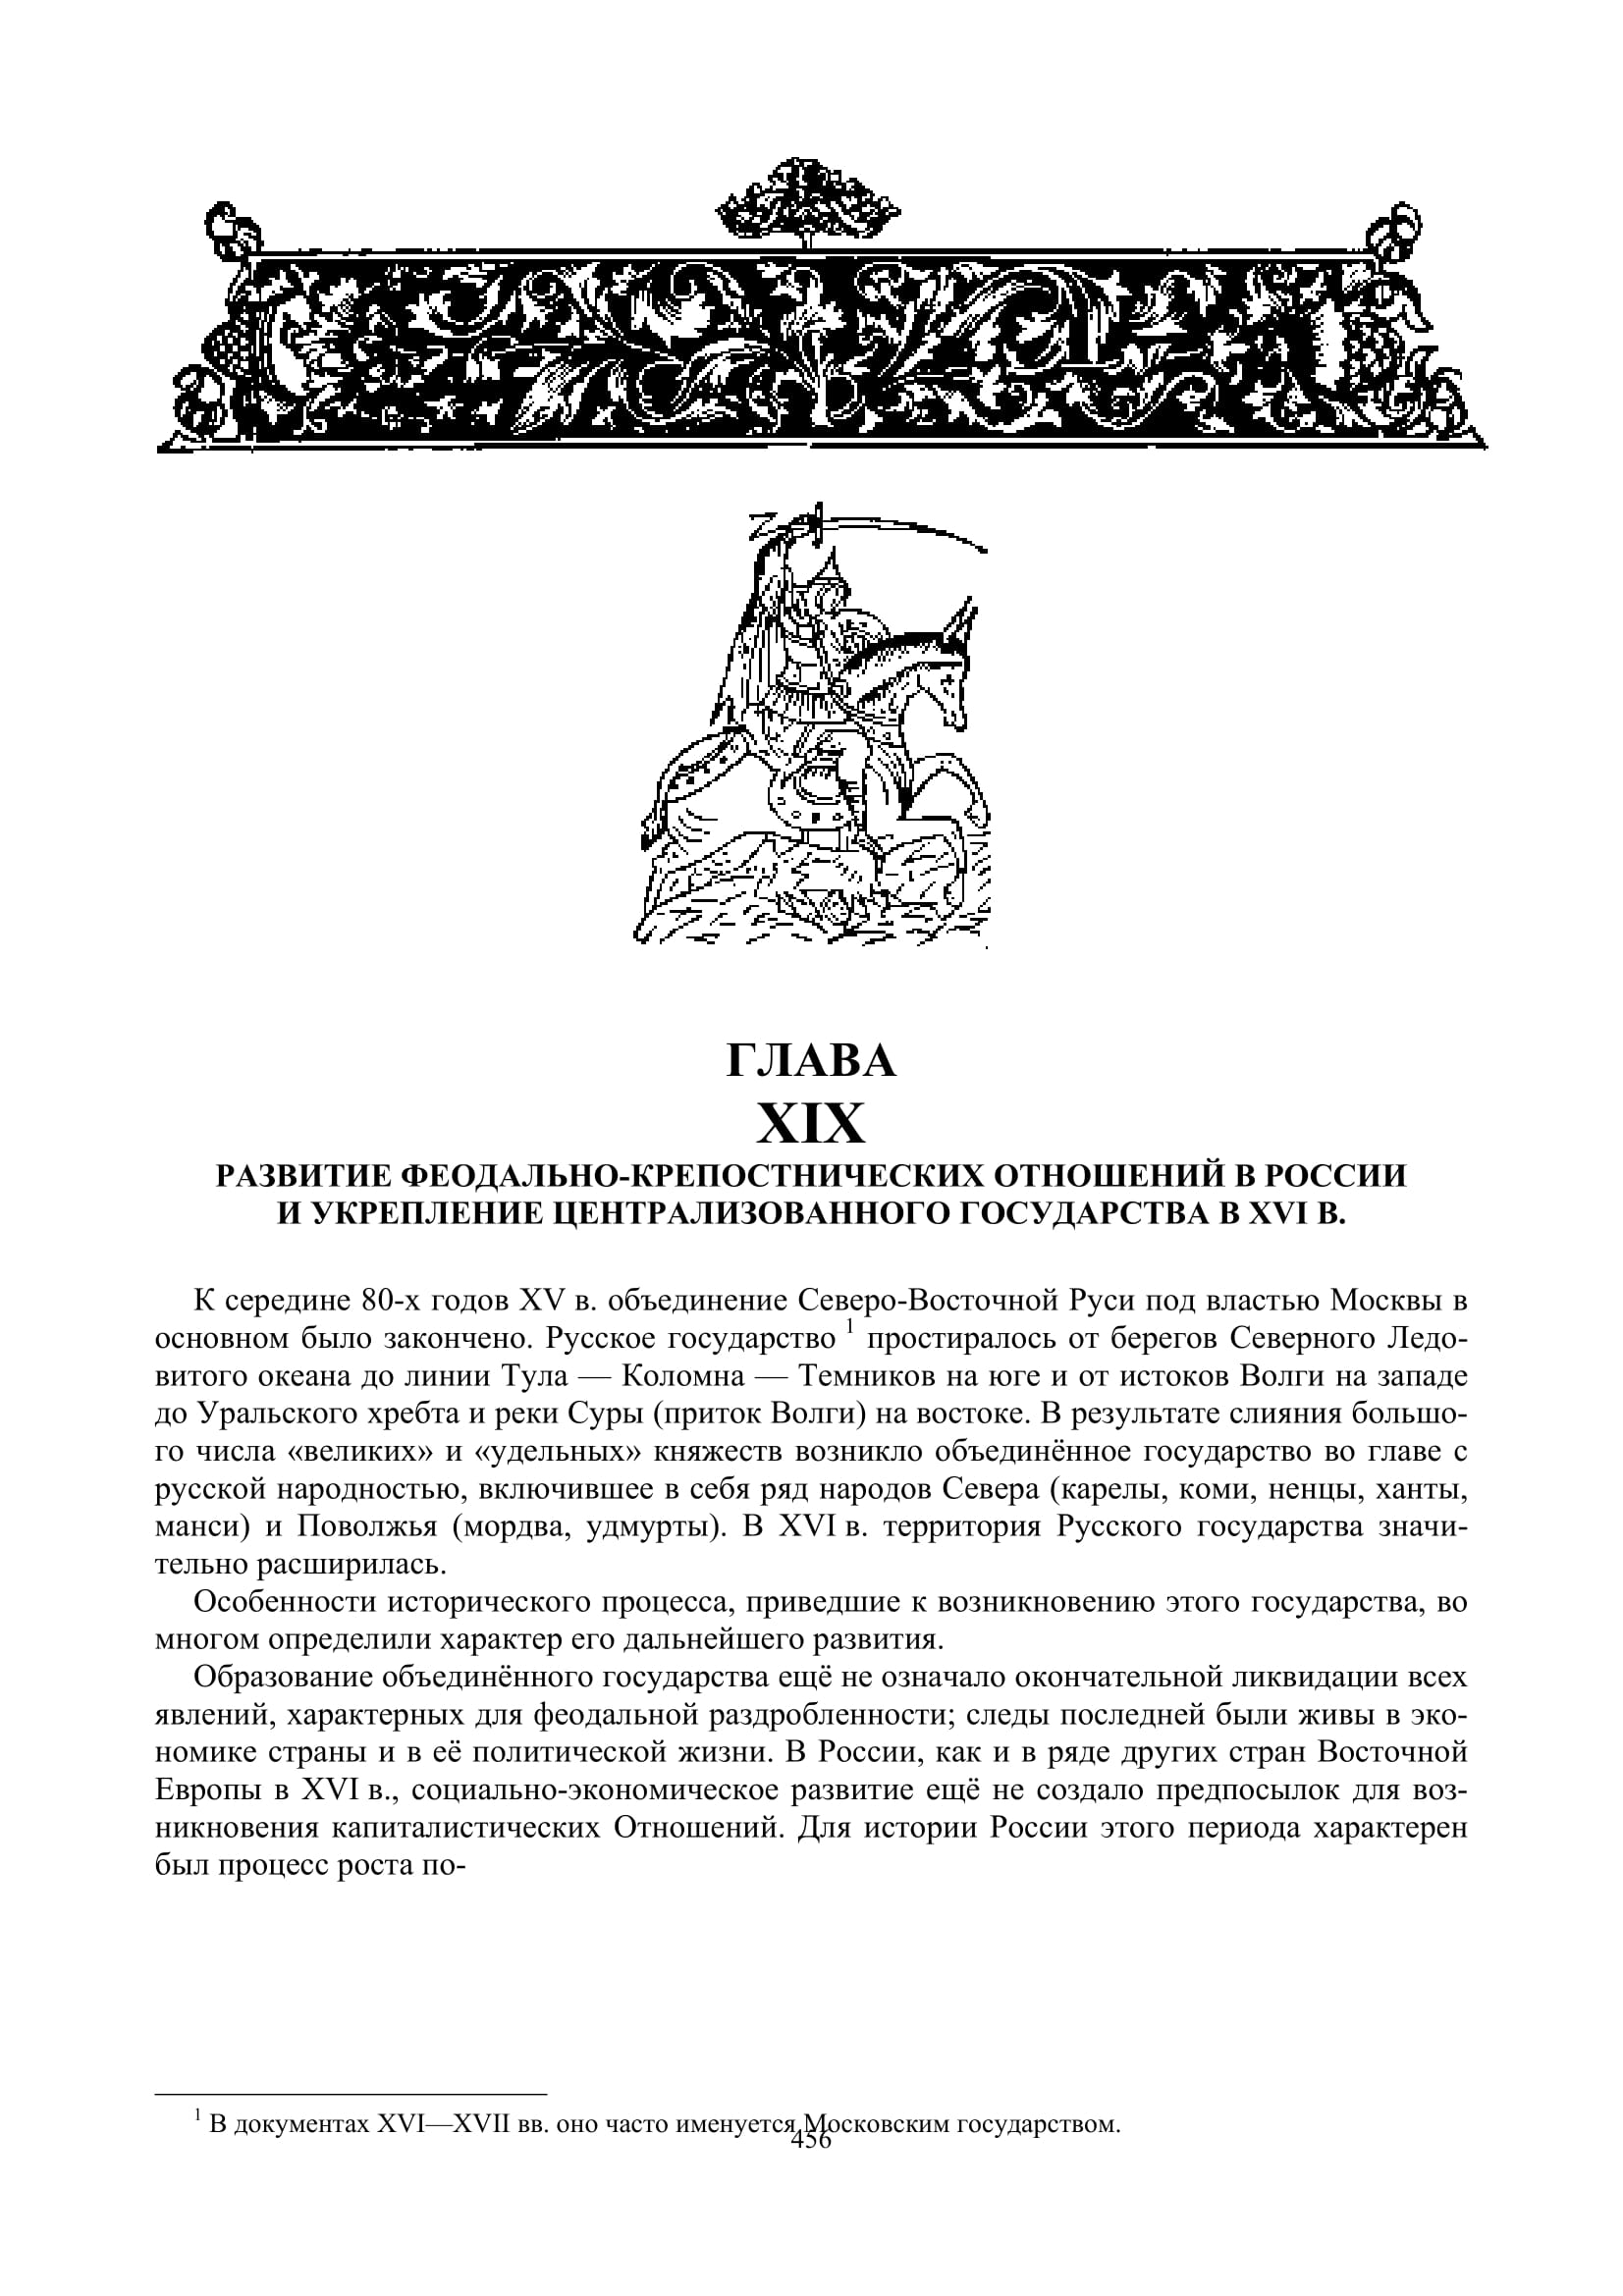 ГЛАВА
XIX
РАЗВИТИЕ ФЕОДАЛЬНО-КРЕПОСТНИЧЕСКИХ ОТНОШЕНИЙ В РОССИИ
И УКРЕПЛЕНИЕ ЦЕНТРАЛИЗОВАННОГО ГОСУДАРСТВА В XVI В.
К середине 80-х годов XV в. объединение Северо-Восточной Руси под властью Москвы в
основном было закончено. Русское государство ¹ простиралось от берегов Северного Ледо-
витого океана до линии Тула — Коломна — Темников на юге и от истоков Волги на западе
до Уральского хребта и реки Суры (приток Волги) на востоке. В результате слияния большо-
го числа «великих» и «удельных» княжеств возникло объединённое государство во главе с
русской народностью, включившее в себя ряд народов Севера (карелы, коми, ненцы, ханты,
манси) и Поволжья (мордва, удмурты). В XVI в. территория Русского государства значи-
тельно расширилась.
Особенности исторического процесса, приведшие к возникновению этого государства, во
многом определили характер его дальнейшего развития.
Образование объединённого государства ещё не означало окончательной ликвидации всех
явлений, характерных для феодальной раздробленности; следы последней были живы в эко-
номике страны и в её политической жизни. В России, как и в ряде других стран Восточной
Европы в XVI в., социально-экономическое развитие ещё не создало предпосылок для воз-
никновения капиталистических Отношений. Для истории России этого периода характерен
был процесс роста по-
¹ В документах XVI—XVII вв. оно часто именуется Московским государством.
456